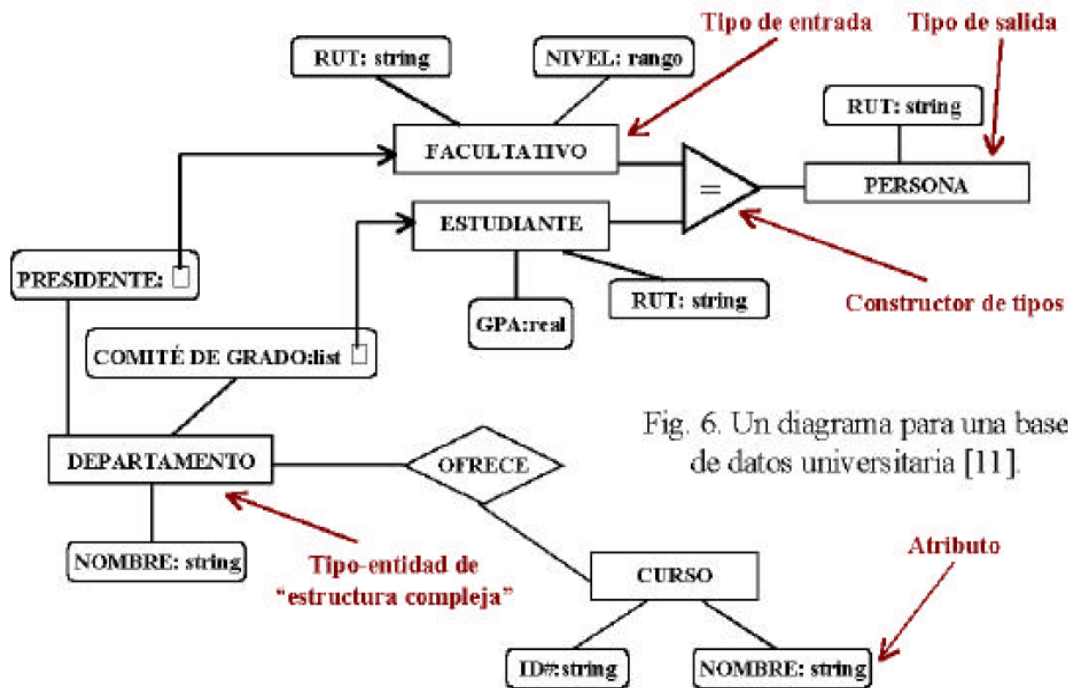 Tipo de entrada
Tipo de salida
RUT: string
NIVEL: rango
RUT: string
FACULTATIVO
=
PERSONA
ESTUDIANTE
PRESIDENTE:
RUT: string
Constructor de tipos
GPA:real
COMITÉ DE GRADO:list
Fig. 6. Un diagrama para una base
de datos universitaria [11].
DEPARTAMENTO
OFRECE
NOMBRE: string
Tipo-entidad de
“estructura compleja”
Atributo
CURSO
ID#:string
NOMBRE: string